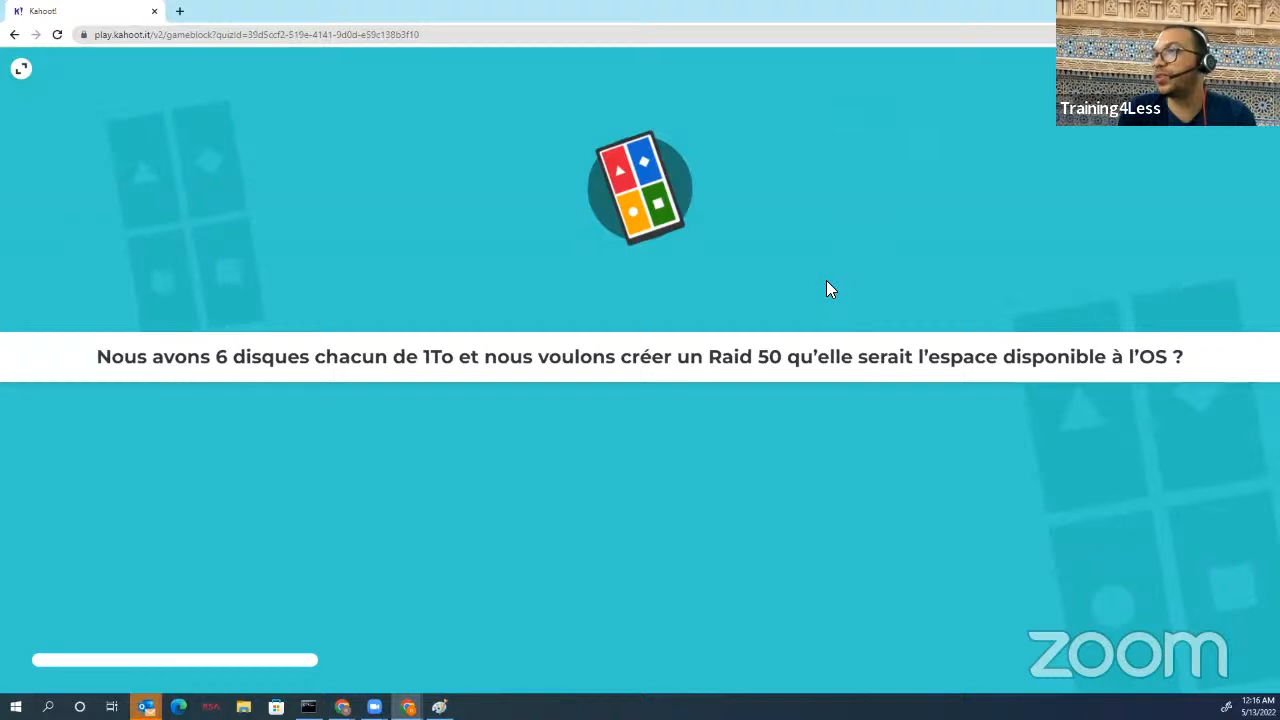 Kahoot!
play.kahoot.it/v2/gameblock?quizId=39d5ccf2-519e-4141-9d0d-e59c138b3f10
Training4Less
Nous avons 6 disques chacun de 1To et nous voulons créer un Raid 50 qu'elle serait l'espace disponible à l'OS ?
zoom
RSA
12:16 AM
5/13/2022